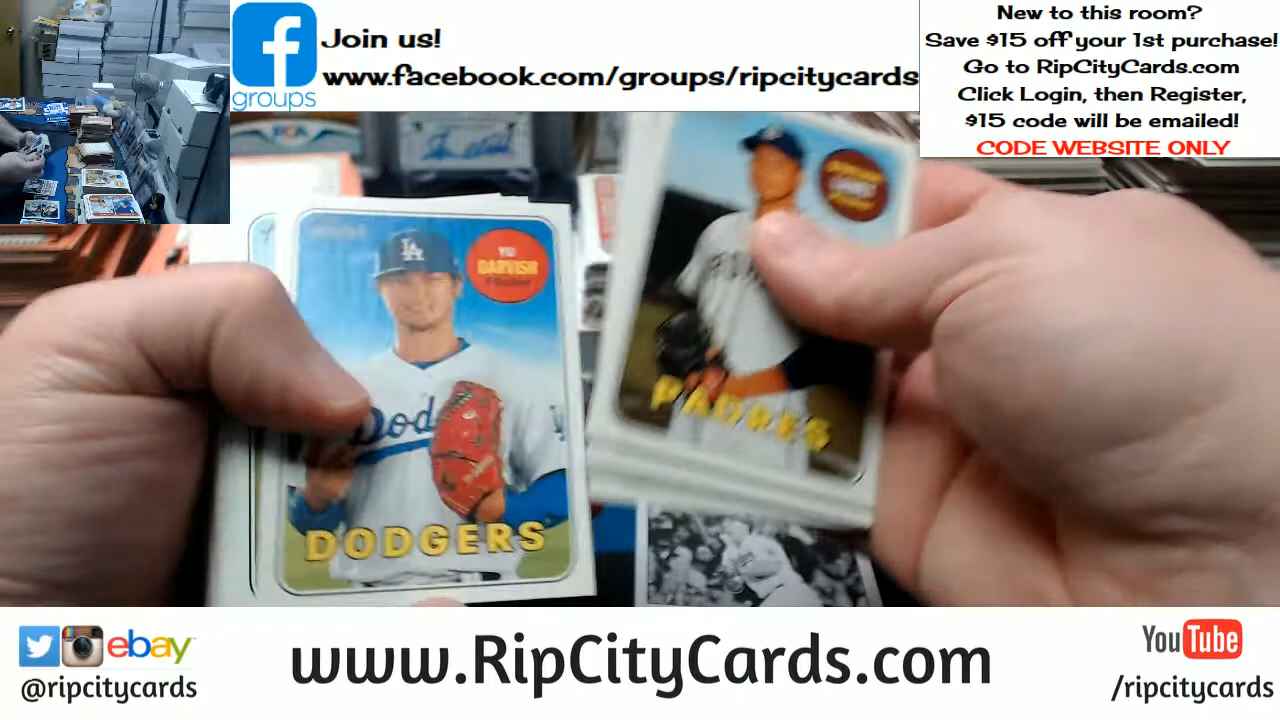 Join us!
www.facebook.com/groups/ripcitycards
groups
New to this room?
Save $15 off your 1st purchase!
Go to RipCityCards.com
Click Login, then Register,
$15 code will be emailed!
CODE WEBSITE ONLY
YU
DARVISH
Dod
DODGERS
PADRES
ebay
@ripcitycards
www.RipCityCards.com
YouTube
/ripcitycards